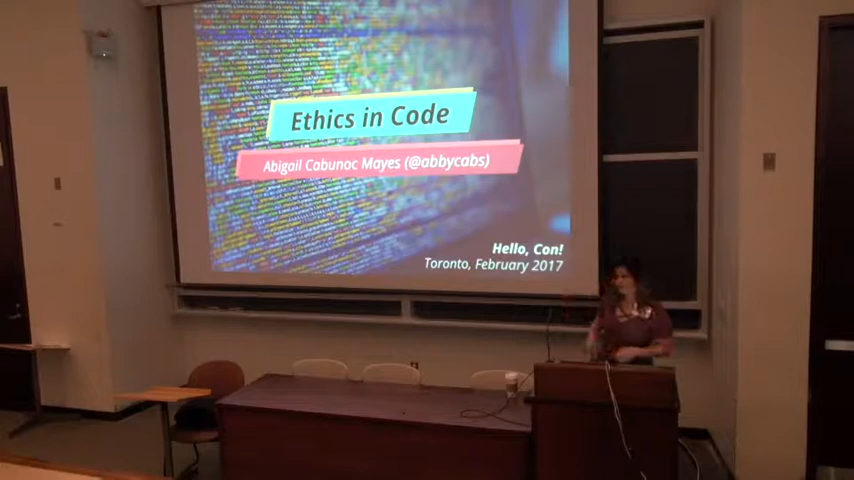 Ethics in Code
Abigail Cabunoc Mayes (@abbycabs)
Hello, Con!
Toronto, February 2017